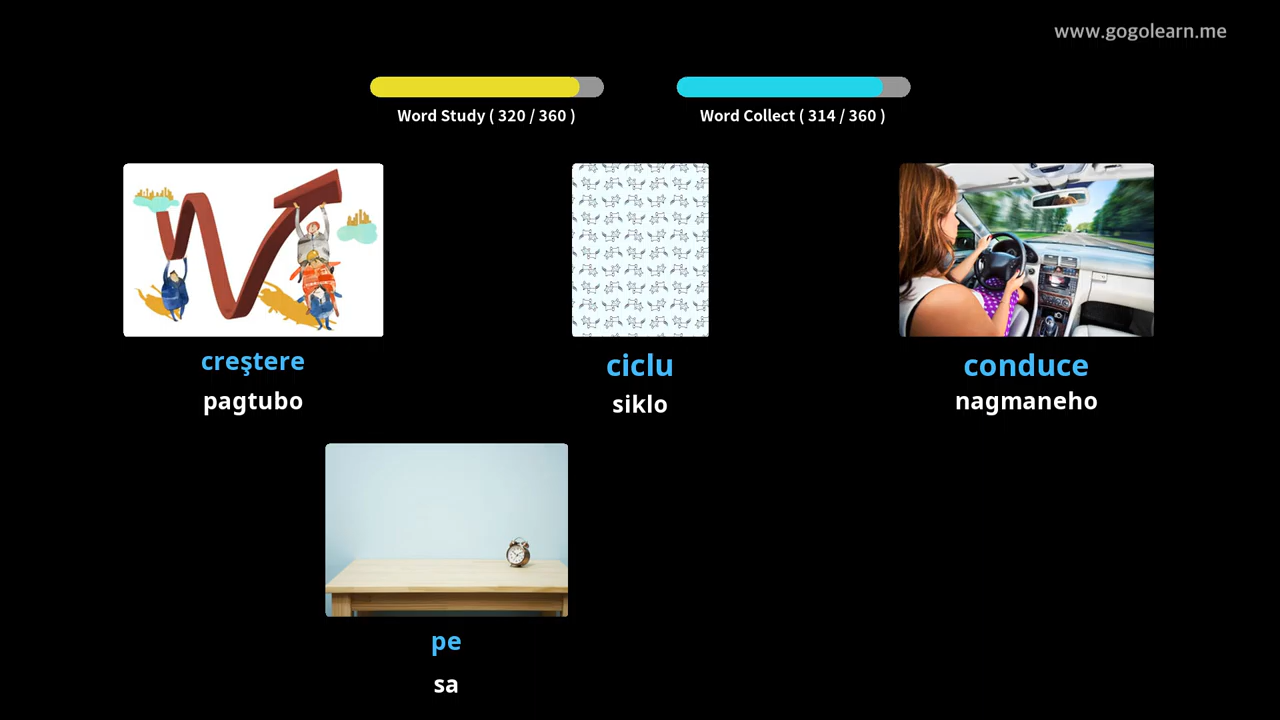 www.gogolearn.me
Word Study ( 320 / 360 )
Word Collect ( 314 / 360 )
creştere
pagtubo
ciclu
siklo
conduce
nagmaneho
pe
sa